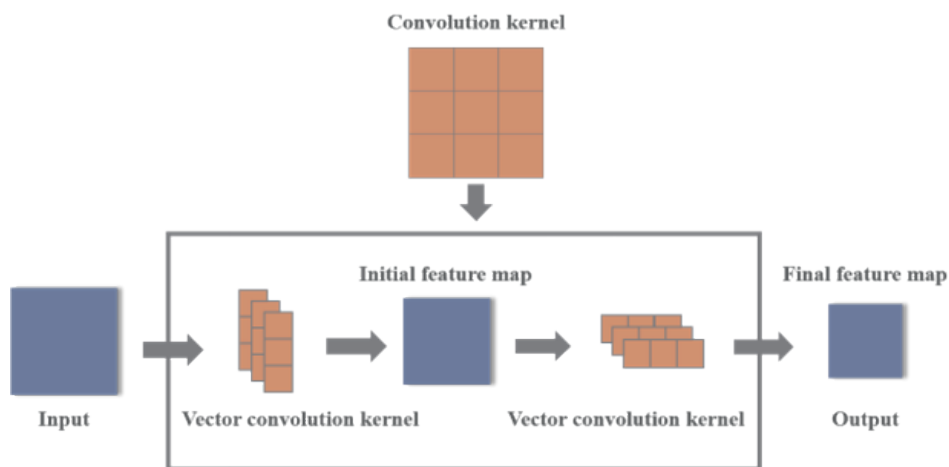 Convolution kernel
Initial feature map
Final feature map
Input
Vector convolution kernel
Vector convolution kernel
Output